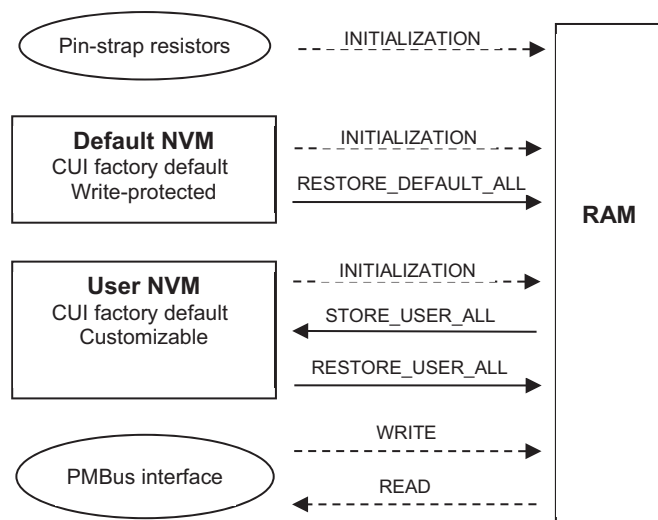 Pin-strap resistors
INITIALIZATION
Default NVM
CUI factory default
Write-protected
INITIALIZATION
RESTORE_DEFAULT_ALL
RAM
User NVM
CUI factory default
Customizable
INITIALIZATION
STORE_USER_ALL
RESTORE_USER_ALL
PMBus interface
WRITE
READ